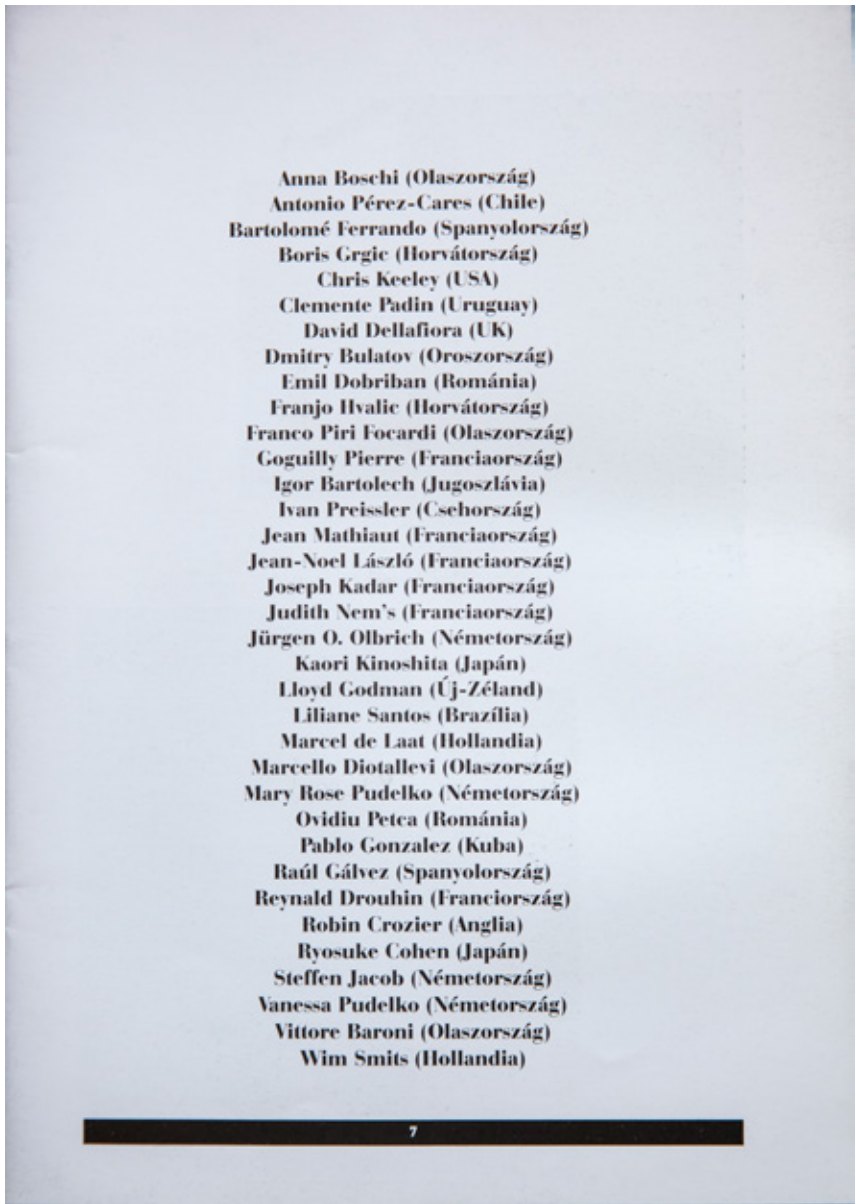 Anna Boschi (Olaszország)
Antonio Pérez-Cares (Chile)
Bartolomé Ferrando (Spanyolország)
Boris Grgic (Horvátország)
Chris Keeley (USA)
Clemente Padin (Uruguay)
David Dellafiora (UK)
Dmitry Bulatov (Oroszország)
Emil Dobriban (Románia)
Franjo Hvalic (Horvátország)
Franco Piri Focardi (Olaszország)
Goguilly Pierre (Franciaország)
Igor Bartolech (Jugoszlávia)
Ivan Preissler (Csehország)
Jean Mathiaut (Franciaország)
Jean-Noel László (Franciaország)
Joseph Kadar (Franciaország)
Judith Nem's (Franciaország)
Jürgen O. Olbrich (Németország)
Kaori Kinoshita (Japán)
Lloyd Godman (Új-Zéland)
Liliane Santos (Brazília)
Marcel de Laat (Hollandia)
Marcello Diotallevi (Olaszország)
Mary Rose Pudelko (Németország)
Ovidiu Petca (Románia)
Pablo Gonzalez (Kuba)
Raúl Gálvez (Spanyolország)
Reynald Drouhin (Franciország)
Robin Crozier (Anglia)
Ryosuke Cohen (Japán)
Steffen Jacob (Németország)
Vanessa Pudelko (Németország)
Vittore Baroni (Olaszország)
Wim Smits (Hollandia)
7